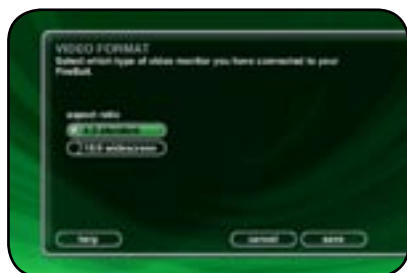 VIDEO FORMAT
Select which type of video monitor you have connected to your
FireBall.
aspect ratio
4:3 standard
16:9 widescreen
help
cancel
save